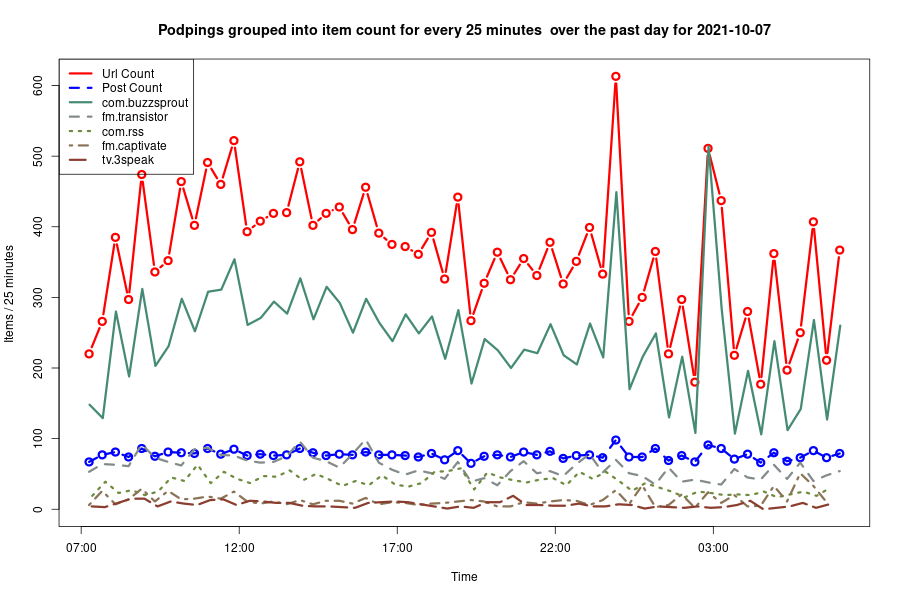 Podpings grouped into item count for every 25 minutes  over the past day for 2021-10-07
Url Count
Post Count
com.buzzsprout
fm.transistor
com.rss
fm.captivate
tv.3speak
Items / 25 minutes
600
500
400
300
200
100
0
07:00
12:00
17:00
22:00
03:00
Time